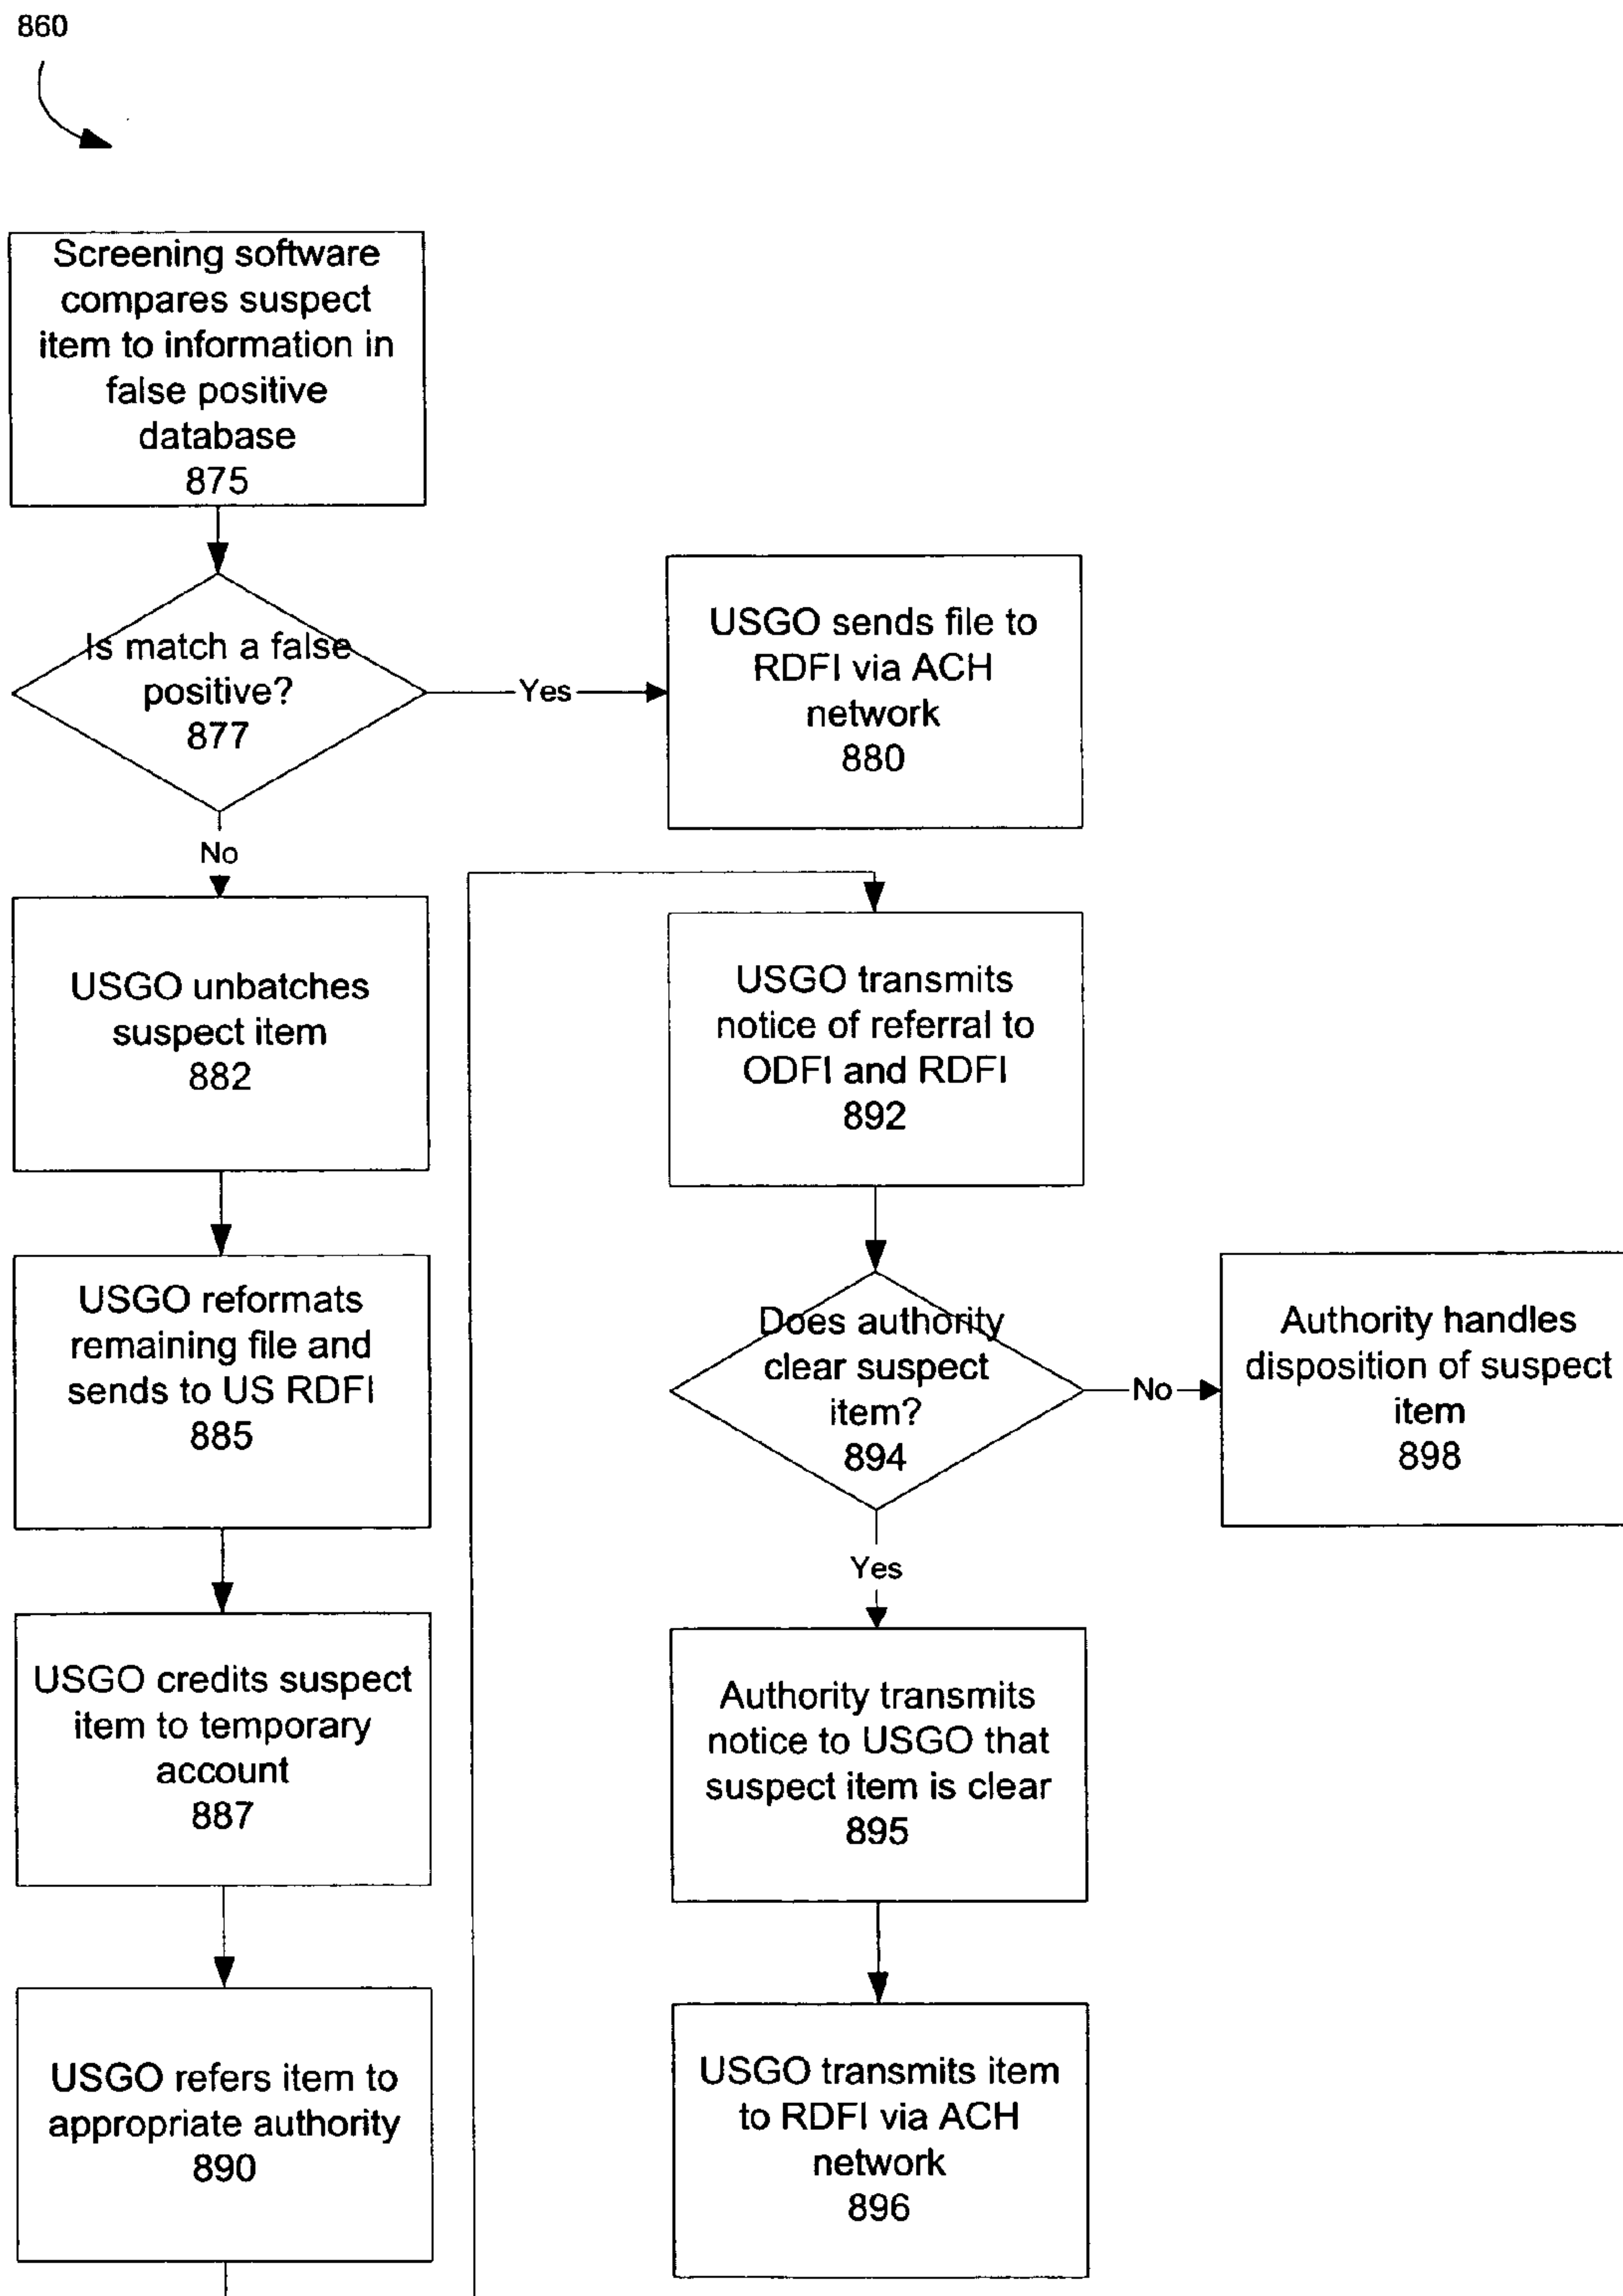 860
Screening software
compares suspect
item to information in
false positive
database
875
Is match a false
positive?
877
Yes
USGO sends file to
RDFI via ACH
network
880
No
USGO unbatches
suspect item
882
USGO reformats
remaining file and
sends to US RDFI
885
USGO credits suspect
item to temporary
account
887
USGO refers item to
appropriate authority
890
USGO transmits
notice of referral to
ODFI and RDFI
892
Does authority
clear suspect
item?
894
No
Authority handles
disposition of suspect
item
898
Yes
Authority transmits
notice to USGO that
suspect item is clear
895
USGO transmits item
to RDFI via ACH
network
896